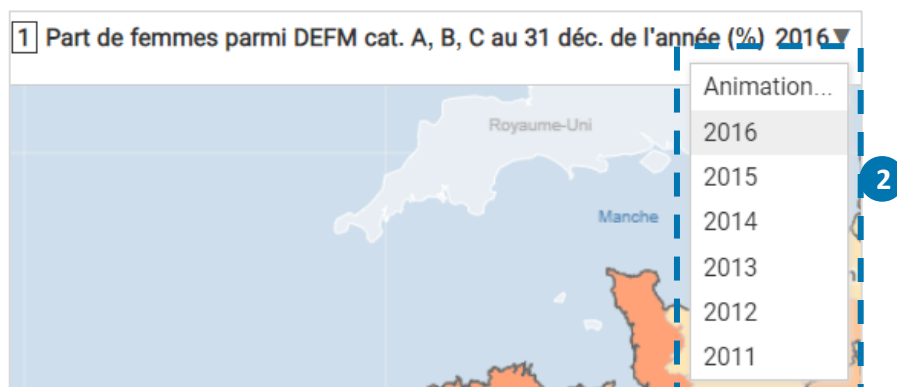 1 Part de femmes parmi DEFM cat. A, B, C au 31 déc. de l'année (%) 2016▼
Animation...
Royaume-Uni
2016
2015
2
Manche
2014
2013
2012
2011